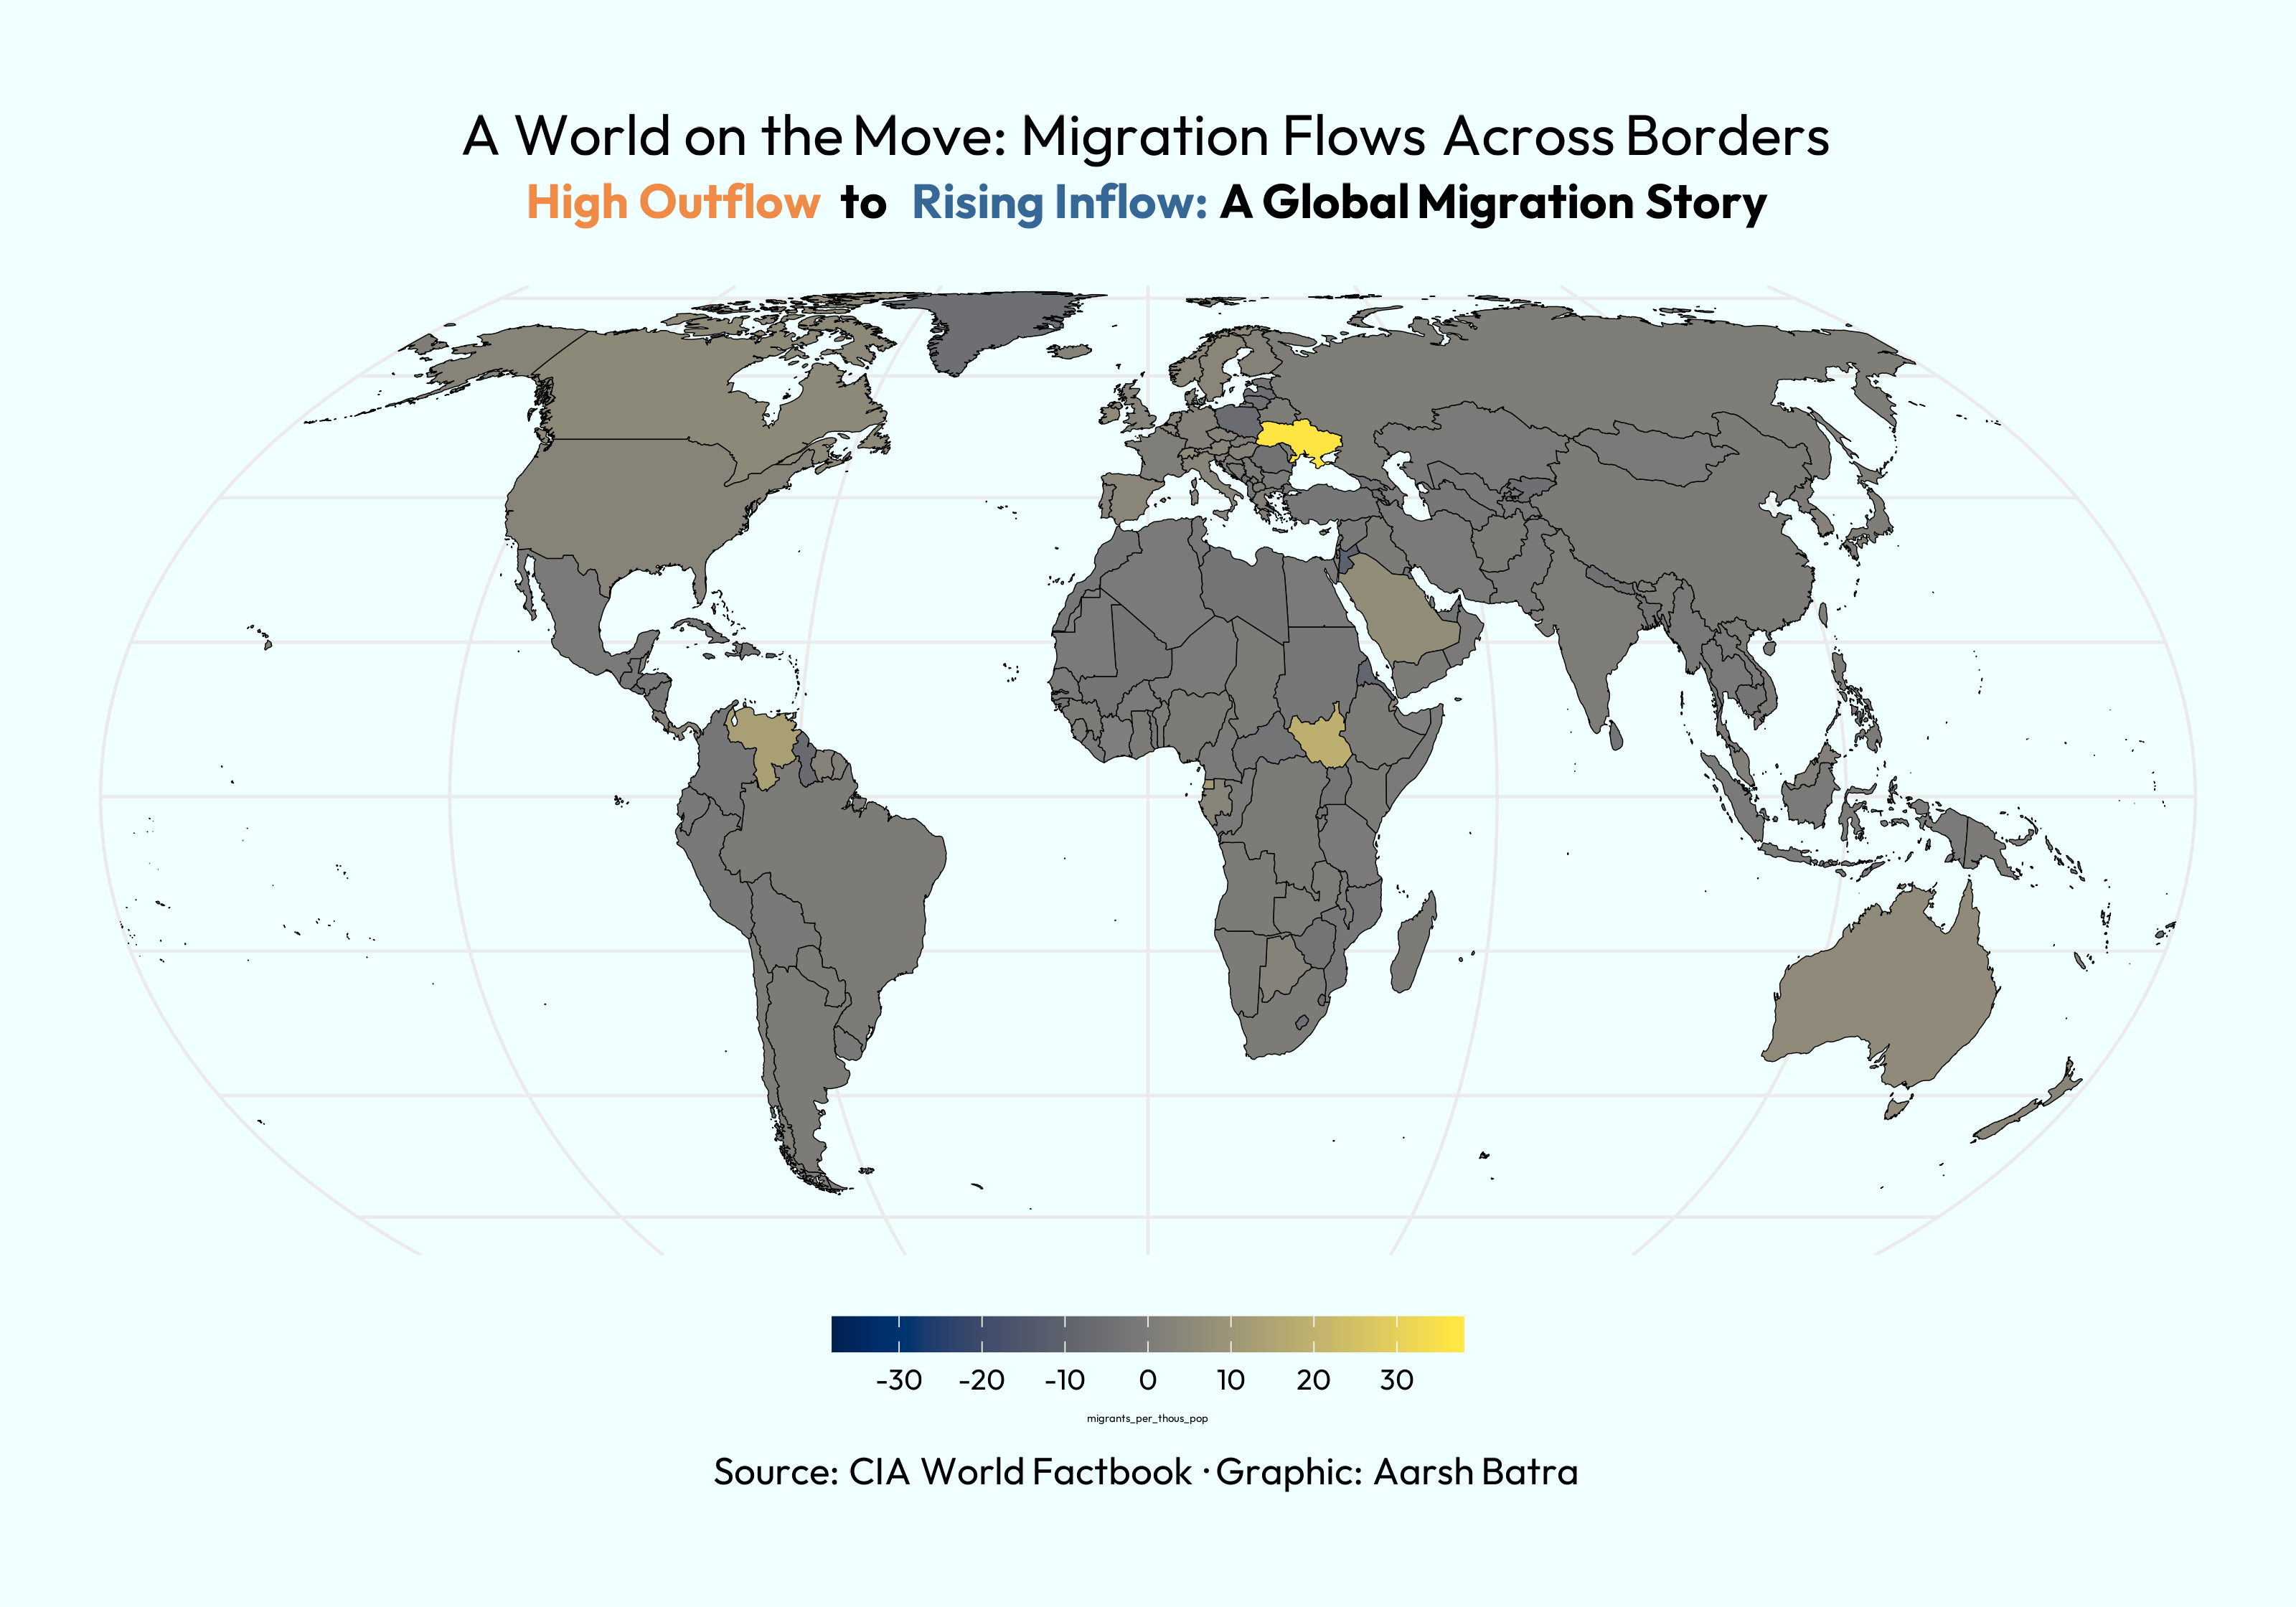 A World on the Move: Migration Flows Across Borders
High Outflow to Rising Inflow: A Global Migration Story
-30 -20 -10 0 10 20 30
migrants_per_thous_pop
Source: CIA World Factbook · Graphic: Aarsh Batra